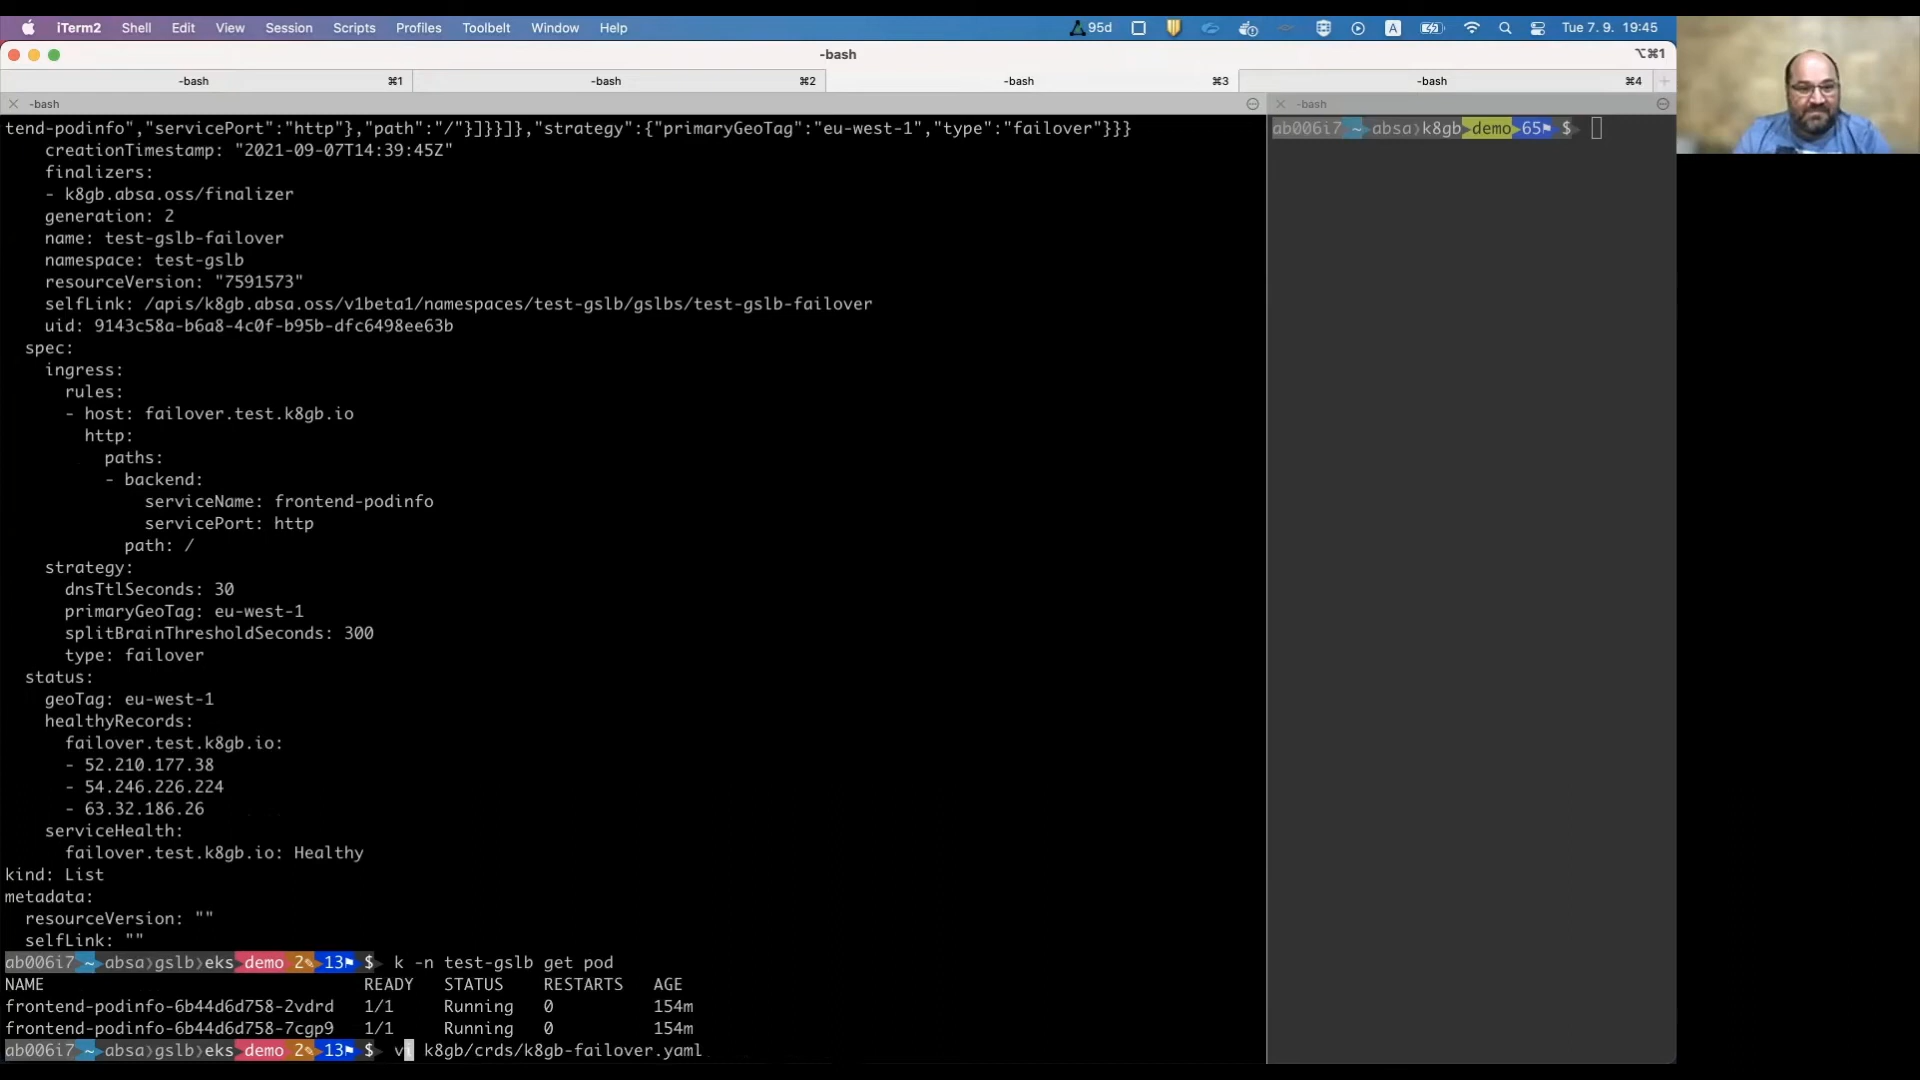 iTerm2 Shell Edit View Session Scripts Profiles Toolbelt Window Help 95d A Tue 7. 9. 19:45
-bash ⌥⌘1
-bash ⌘1 -bash ⌘2 -bash ⌘3 -bash ⌘4 +
-bash
tend-podinfo","servicePort":"http"},"path":"/"}]}}]},"strategy":{"primaryGeoTag":"eu-west-1","type":"failover"}}}
creationTimestamp: "2021-09-07T14:39:45Z"
finalizers:
- k8gb.absa.oss/finalizer
generation: 2
name: test-gslb-failover
namespace: test-gslb
resourceVersion: "7591573"
selfLink: /apis/k8gb.absa.oss/v1beta1/namespaces/test-gslb/gslbs/test-gslb-failover
uid: 9143c58a-b6a8-4c0f-b95b-dfc6498ee63b
spec:
ingress:
rules:
- host: failover.test.k8gb.io
http:
paths:
- backend:
serviceName: frontend-podinfo
servicePort: http
path: /
strategy:
dnsTtlSeconds: 30
primaryGeoTag: eu-west-1
splitBrainThresholdSeconds: 300
type: failover
status:
geoTag: eu-west-1
healthyRecords:
failover.test.k8gb.io:
- 52.210.177.38
- 54.246.226.224
- 63.32.186.26
serviceHealth:
failover.test.k8gb.io: Healthy
kind: List
metadata:
resourceVersion: ""
selfLink: ""
ab006i7 ~ absa gslb eks demo 2✎ 13⚑ $ k -n test-gslb get pod
NAME READY STATUS RESTARTS AGE
frontend-podinfo-6b44d6d758-2vdrd 1/1 Running 0 154m
frontend-podinfo-6b44d6d758-7cgp9 1/1 Running 0 154m
ab006i7 ~ absa gslb eks demo 2✎ 13⚑ $ vi k8gb/crds/k8gb-failover.yaml
-bash
ab006i7 ~ absa k8gb demo 65⚑ $